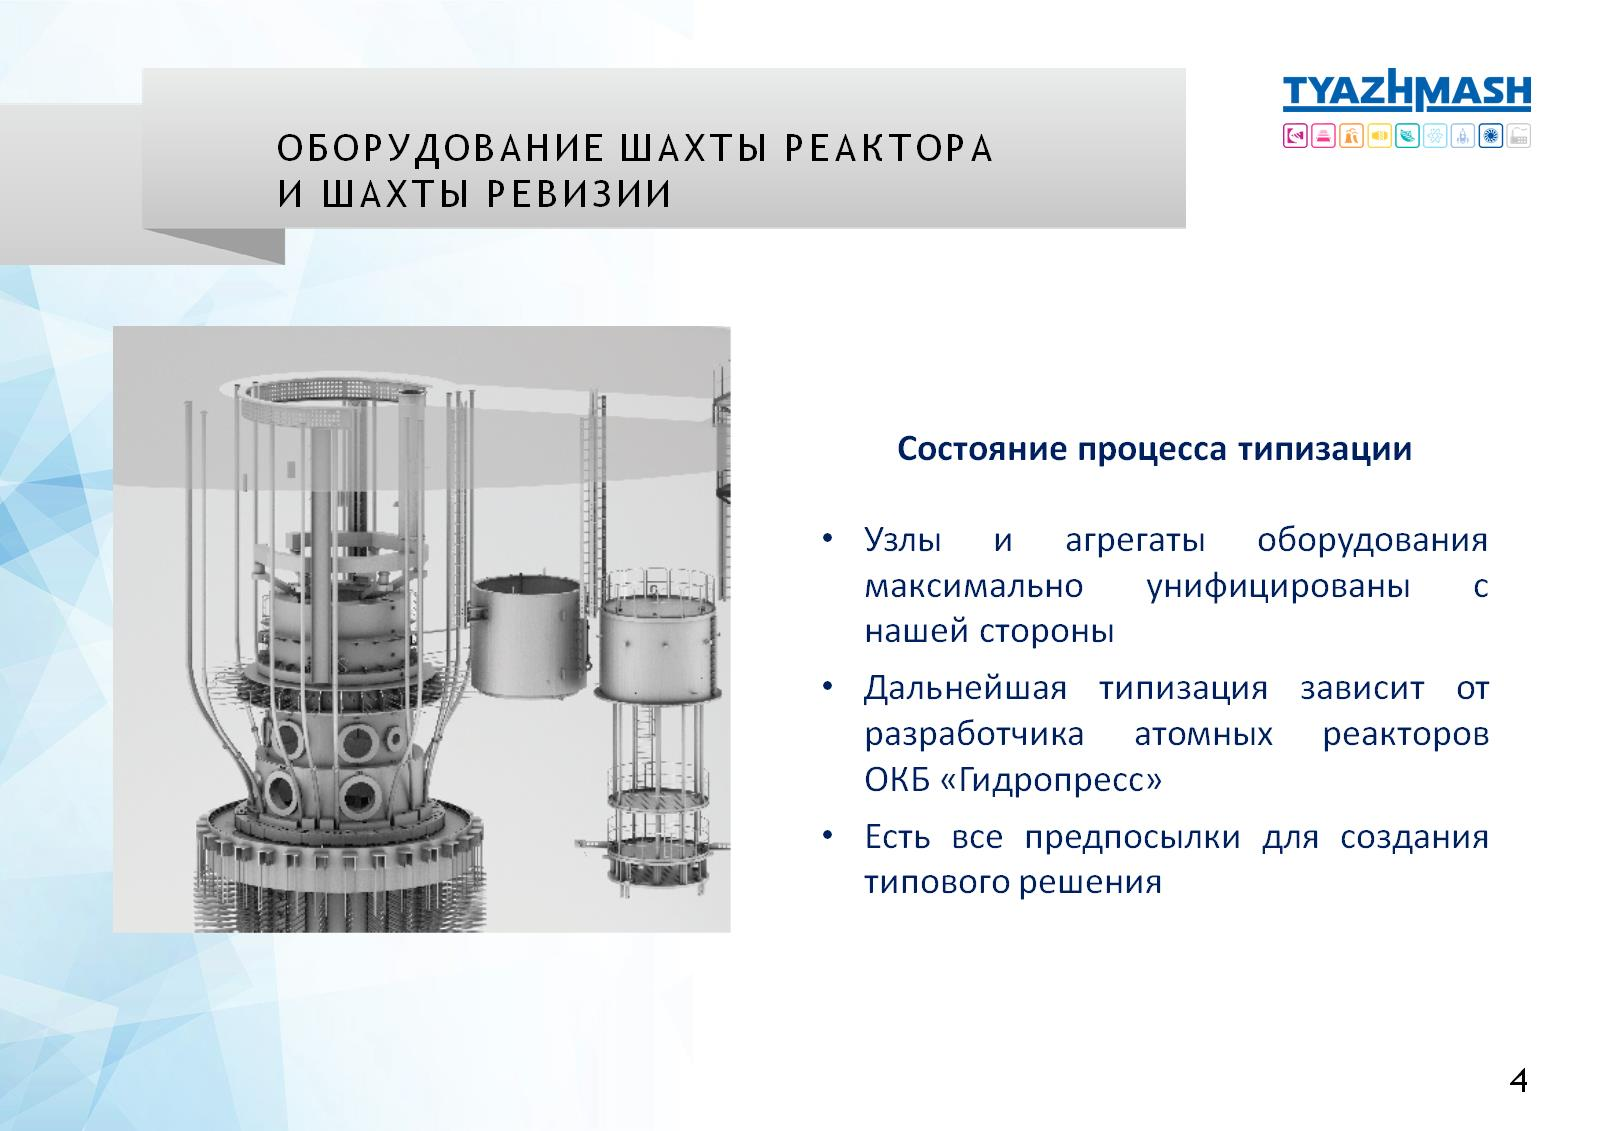 ОБОРУДОВАНИЕ ШАХТЫ РЕАКТОРА
И ШАХТЫ РЕВИЗИИ
TYAZHMASH
Состояние процесса типизации
• Узлы и агрегаты оборудования
максимально унифицированы с
нашей стороны
• Дальнейшая типизация зависит от
разработчика атомных реакторов
ОКБ «Гидропресс»
• Есть все предпосылки для создания
типового решения
4